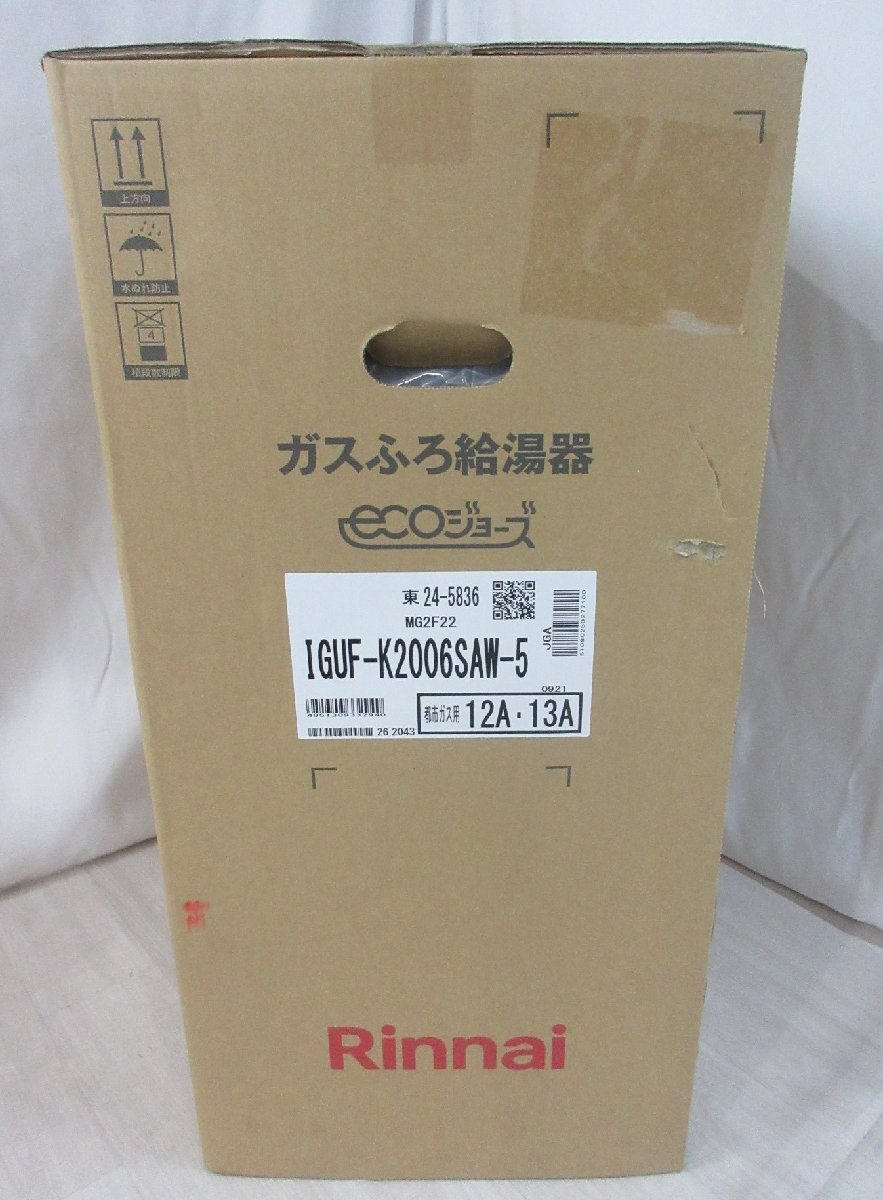 上方向
水ぬれ防止
4
積段数制限
ガスふろ給湯器
ecoジョーズ
東 24-5836
MG2F22
JGA
IGUF-K2006SAW-5
0921
都市ガス用 12A・13A
26 2043
Rinnai